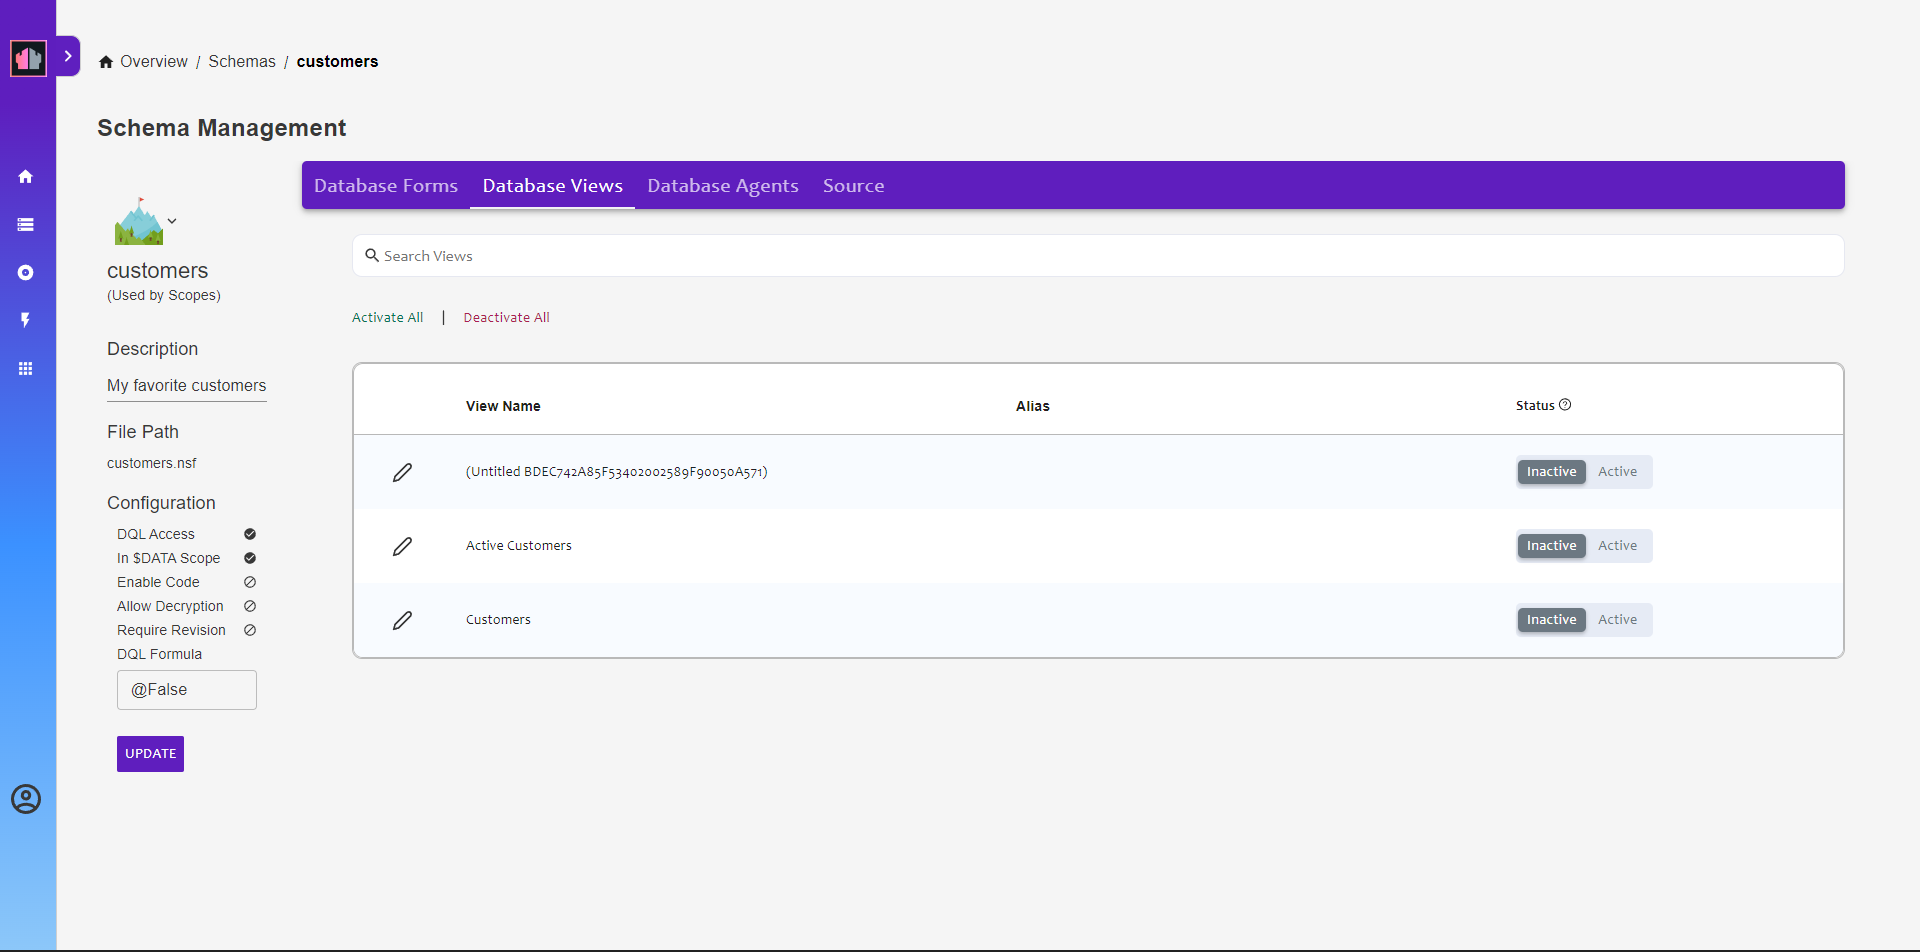 Overview / Schemas / customers
Schema Management
Database Forms Database Views Database Agents Source
customers
(Used by Scopes)
Description
My favorite customers
File Path
customers.nsf
Configuration
DQL Access
In $DATA Scope
Enable Code
Allow Decryption
Require Revision
DQL Formula
@False
UPDATE
Search Views
Activate All | Deactivate All
View Name Alias Status
(Untitled BDEC742A85F53402002589F90050A571) Inactive Active
Active Customers Inactive Active
Customers Inactive Active